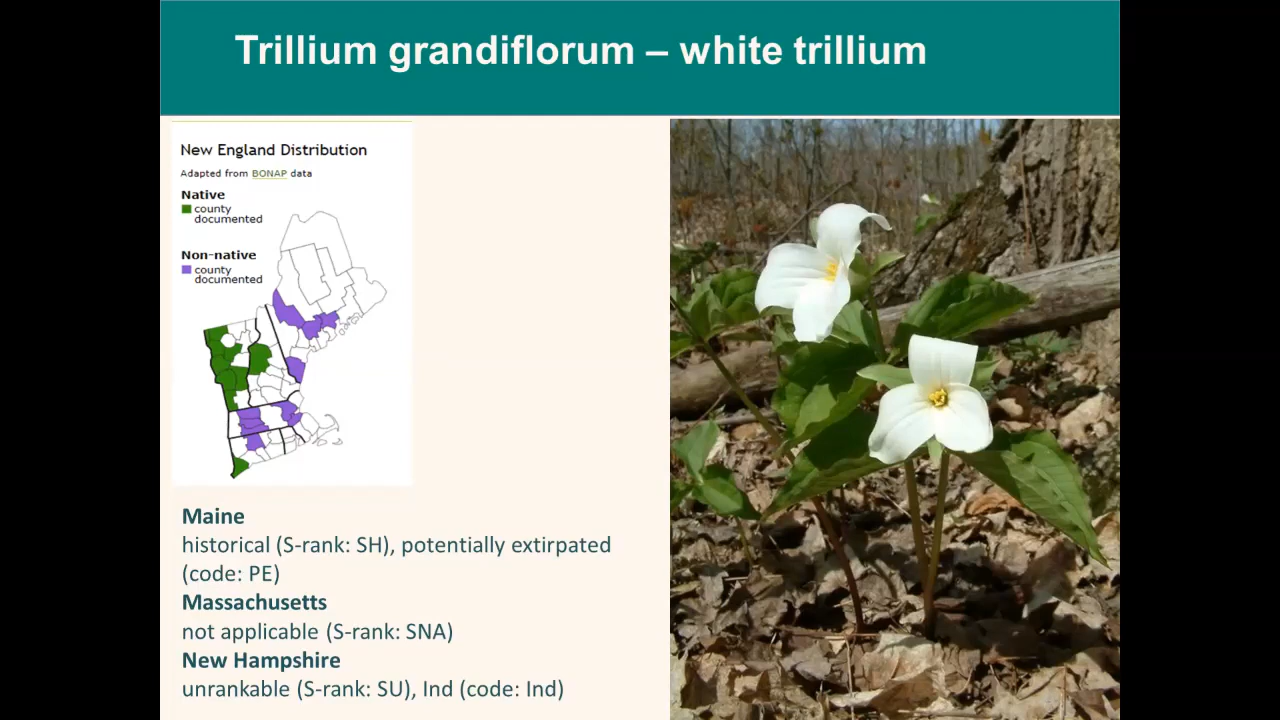 Trillium grandiflorum – white trillium
New England Distribution
Adapted from BONAP data
Native
county
documented
Non-native
county
documented
Maine
historical (S-rank: SH), potentially extirpated
(code: PE)
Massachusetts
not applicable (S-rank: SNA)
New Hampshire
unrankable (S-rank: SU), Ind (code: Ind)